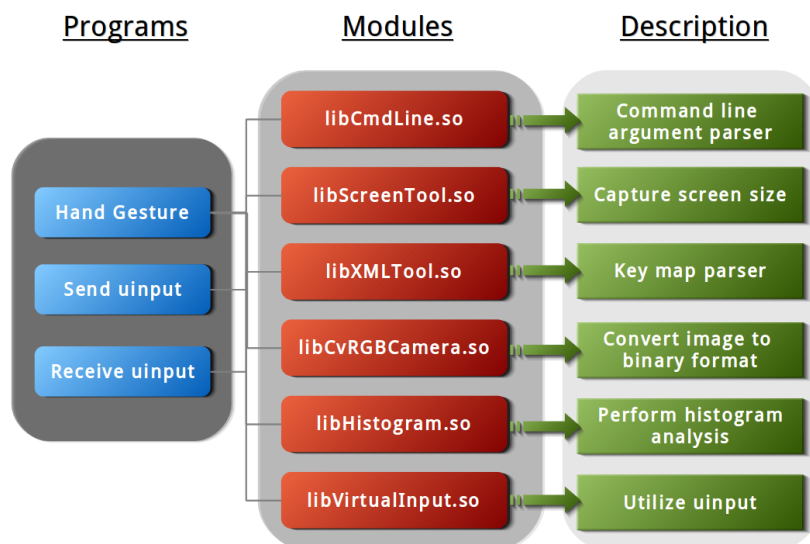 Programs
Modules
Description
Hand Gesture
Send uinput
Receive uinput
libCmdLine.so
libScreenTool.so
libXMLTool.so
libCvRGBCamera.so
libHistogram.so
libVirtualInput.so
Command line
argument parser
Capture screen size
Key map parser
Convert image to
binary format
Perform histogram
analysis
Utilize uinput